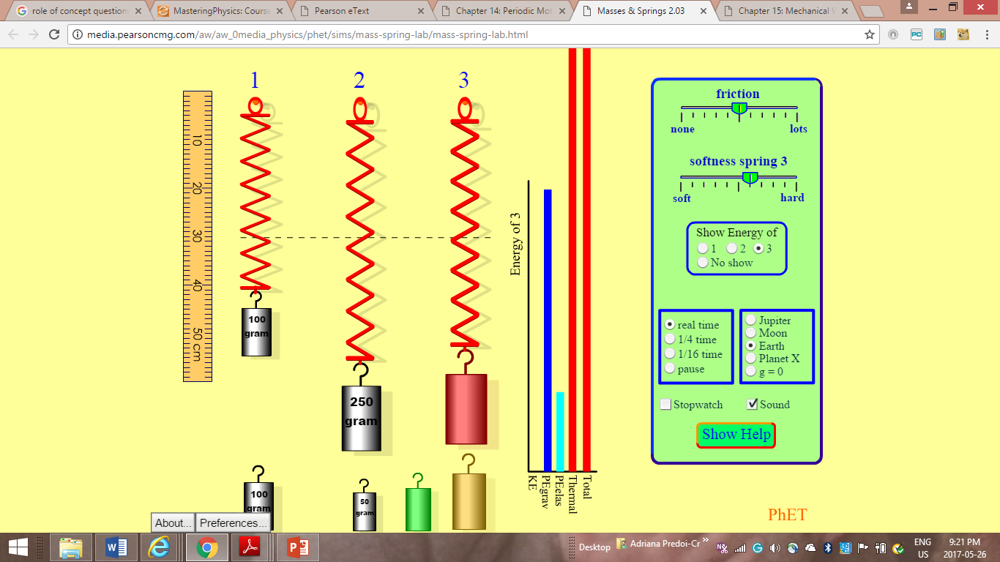 role of concept question
MasteringPhysics: Course
Pearson eText
Chapter 14: Periodic Mot
Masses & Springs 2.03
Chapter 15: Mechanical W
media.pearsoncmg.com/aw/aw_0media_physics/phet/sims/mass-spring-lab/mass-spring-lab.html
PC
1
2
3
10
20
30
40
50 cm
100
gram
250
gram
100
gram
50
gram
Energy of 3
KE
PEgrav
PEelas
Thermal
Total
friction
none
lots
softness spring 3
soft
hard
Show Energy of
1
2
3
No show
real time
1/4 time
1/16 time
pause
Jupiter
Moon
Earth
Planet X
g = 0
Stopwatch
Sound
Show Help
PhET
About...
Preferences...
Desktop
Adriana Predoi-Cr
ENG
US
9:21 PM
2017-05-26